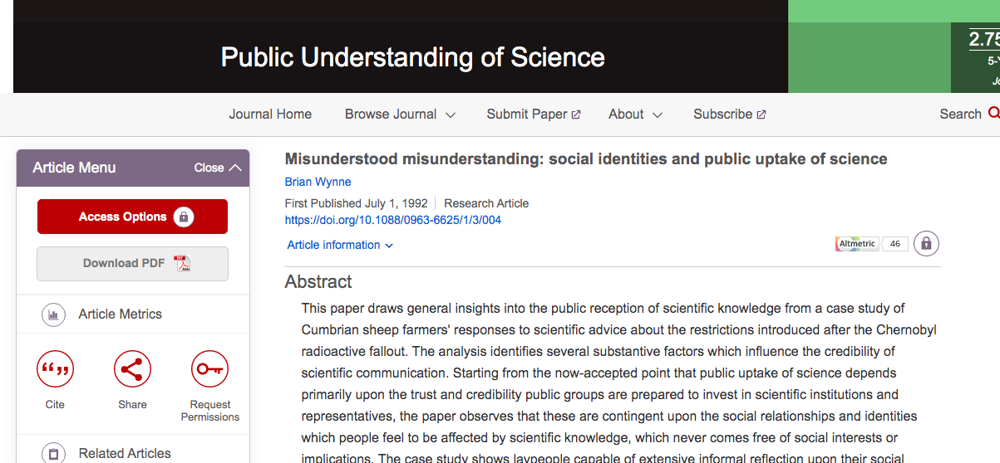 Public Understanding of Science
2.75
5-Y
Jo
Journal Home Browse Journal Submit Paper About Subscribe Search
Article Menu Close
Access Options
Download PDF
Article Metrics
Cite Share Request Permissions
Related Articles
Misunderstood misunderstanding: social identities and public uptake of science
Brian Wynne
First Published July 1, 1992 Research Article
https://doi.org/10.1088/0963-6625/1/3/004
Article information
Altmetric 46
Abstract
This paper draws general insights into the public reception of scientific knowledge from a case study of
Cumbrian sheep farmers' responses to scientific advice about the restrictions introduced after the Chernobyl
radioactive fallout. The analysis identifies several substantive factors which influence the credibility of
scientific communication. Starting from the now-accepted point that public uptake of science depends
primarily upon the trust and credibility public groups are prepared to invest in scientific institutions and
representatives, the paper observes that these are contingent upon the social relationships and identities
which people feel to be affected by scientific knowledge, which never comes free of social interests or
implications. The case study shows laypeople capable of extensive informal reflection upon their social